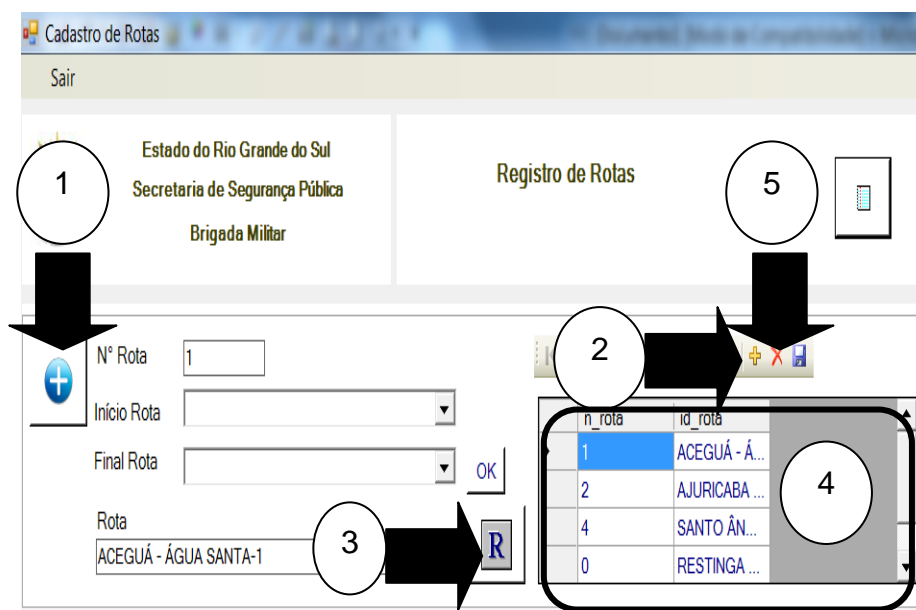 Cadastro de Rotas
Sair
1
Estado do Rio Grande do Sul
Secretaria de Segurança Pública
Brigada Militar
Registro de Rotas
5
N° Rota 1
Início Rota
Final Rota
OK
Rota
ACEGUÁ - ÁGUA SANTA-1
3
R
2
n_rota id_rota
1 ACEGUÁ - Á...
2 AJURICABA ...
4 SANTO ÂN...
0 RESTINGA ...
4